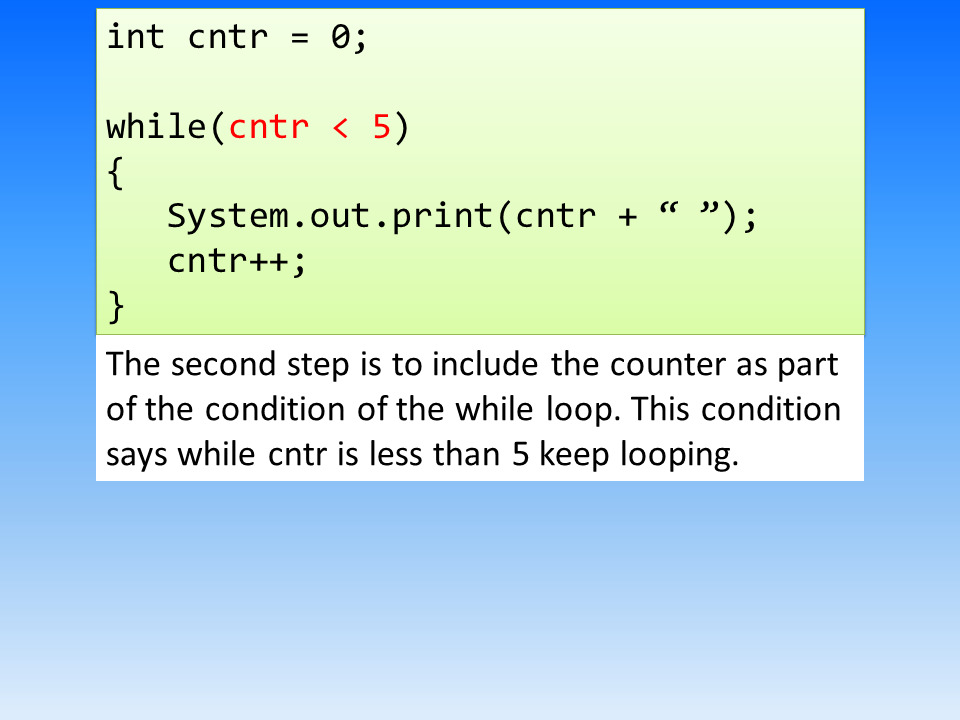 int cntr = 0;
while(cntr < 5)
{
System.out.print(cntr + “ ”);
cntr++;
}
The second step is to include the counter as part
of the condition of the while loop. This condition
says while cntr is less than 5 keep looping.